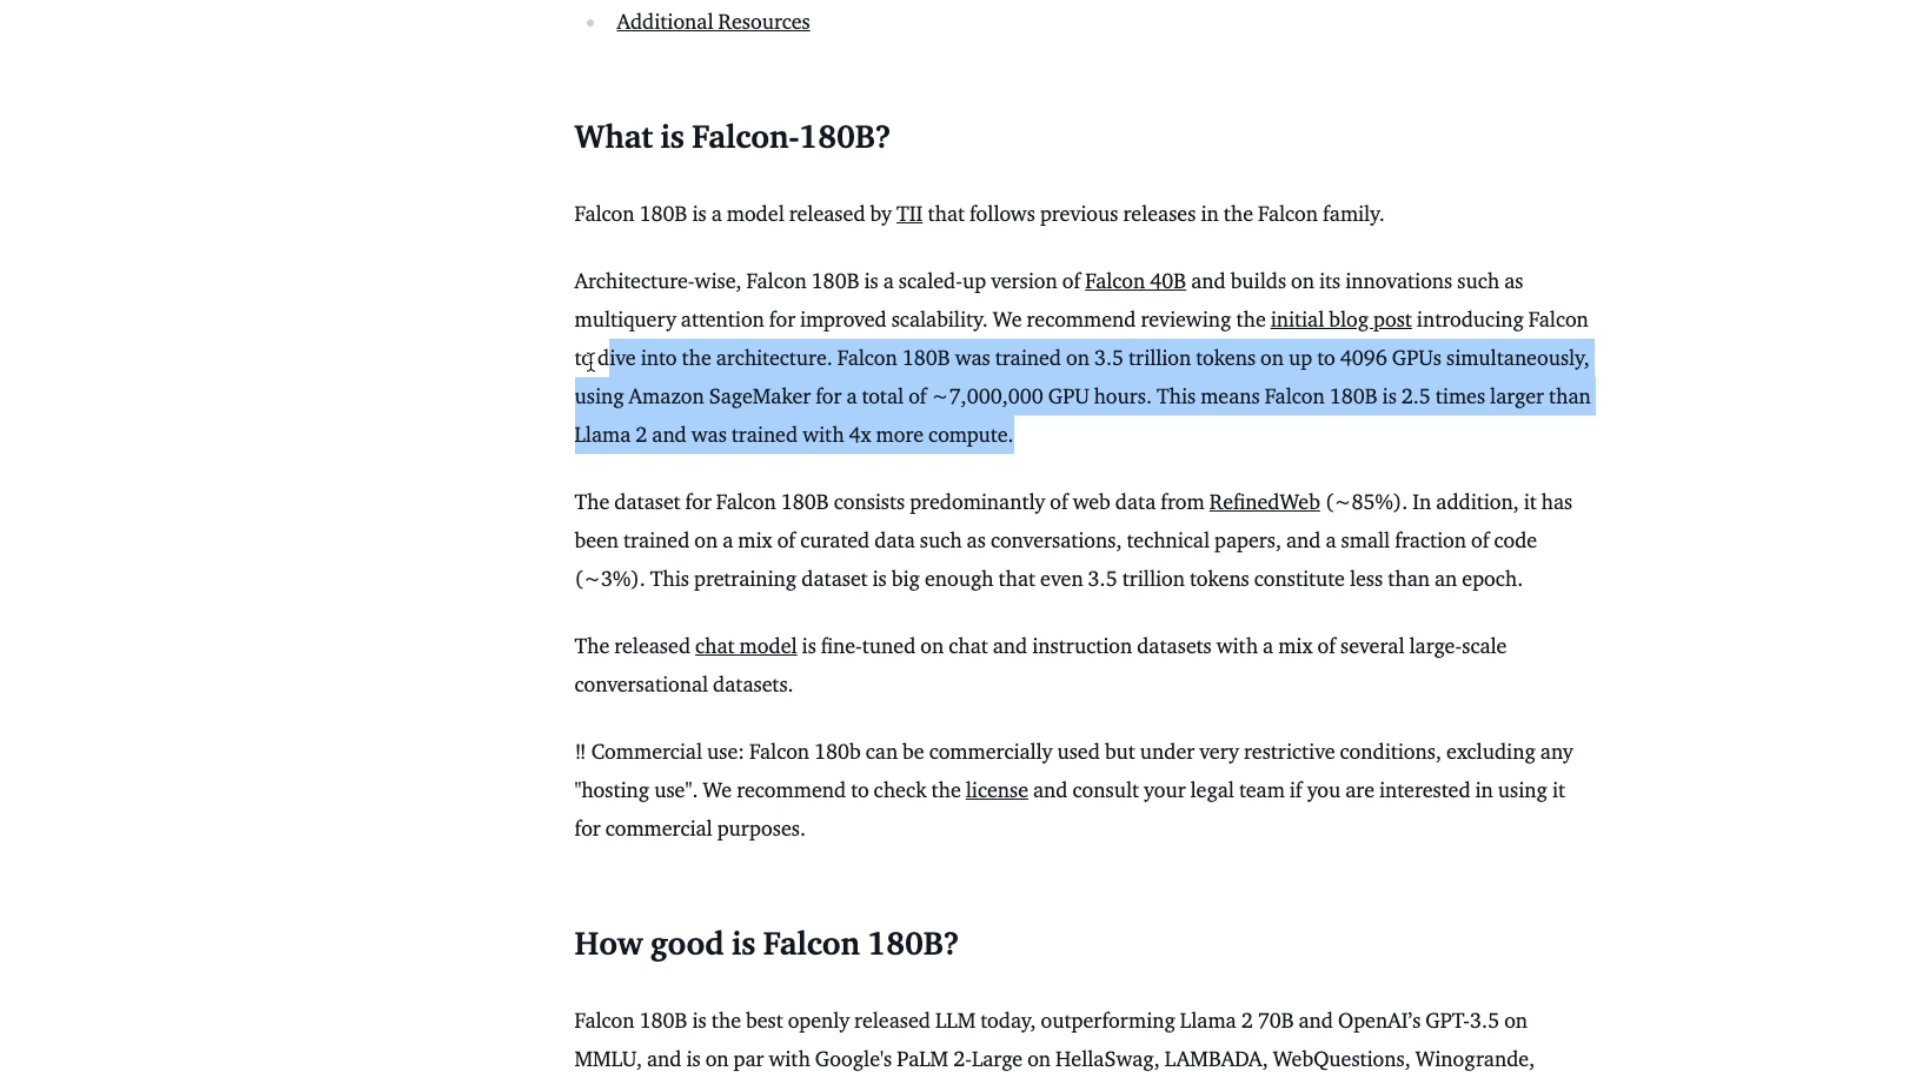 Additional Resources
What is Falcon-180B?
Falcon 180B is a model released by TII that follows previous releases in the Falcon family.
Architecture-wise, Falcon 180B is a scaled-up version of Falcon 40B and builds on its innovations such as
multiquery attention for improved scalability. We recommend reviewing the initial blog post introducing Falcon
to dive into the architecture. Falcon 180B was trained on 3.5 trillion tokens on up to 4096 GPUs simultaneously,
using Amazon SageMaker for a total of ~7,000,000 GPU hours. This means Falcon 180B is 2.5 times larger than
Llama 2 and was trained with 4x more compute.
The dataset for Falcon 180B consists predominantly of web data from RefinedWeb (~85%). In addition, it has
been trained on a mix of curated data such as conversations, technical papers, and a small fraction of code
(~3%). This pretraining dataset is big enough that even 3.5 trillion tokens constitute less than an epoch.
The released chat model is fine-tuned on chat and instruction datasets with a mix of several large-scale
conversational datasets.
‼ Commercial use: Falcon 180b can be commercially used but under very restrictive conditions, excluding any
"hosting use". We recommend to check the license and consult your legal team if you are interested in using it
for commercial purposes.
How good is Falcon 180B?
Falcon 180B is the best openly released LLM today, outperforming Llama 2 70B and OpenAI’s GPT-3.5 on
MMLU, and is on par with Google's PaLM 2-Large on HellaSwag, LAMBADA, WebQuestions, Winogrande,